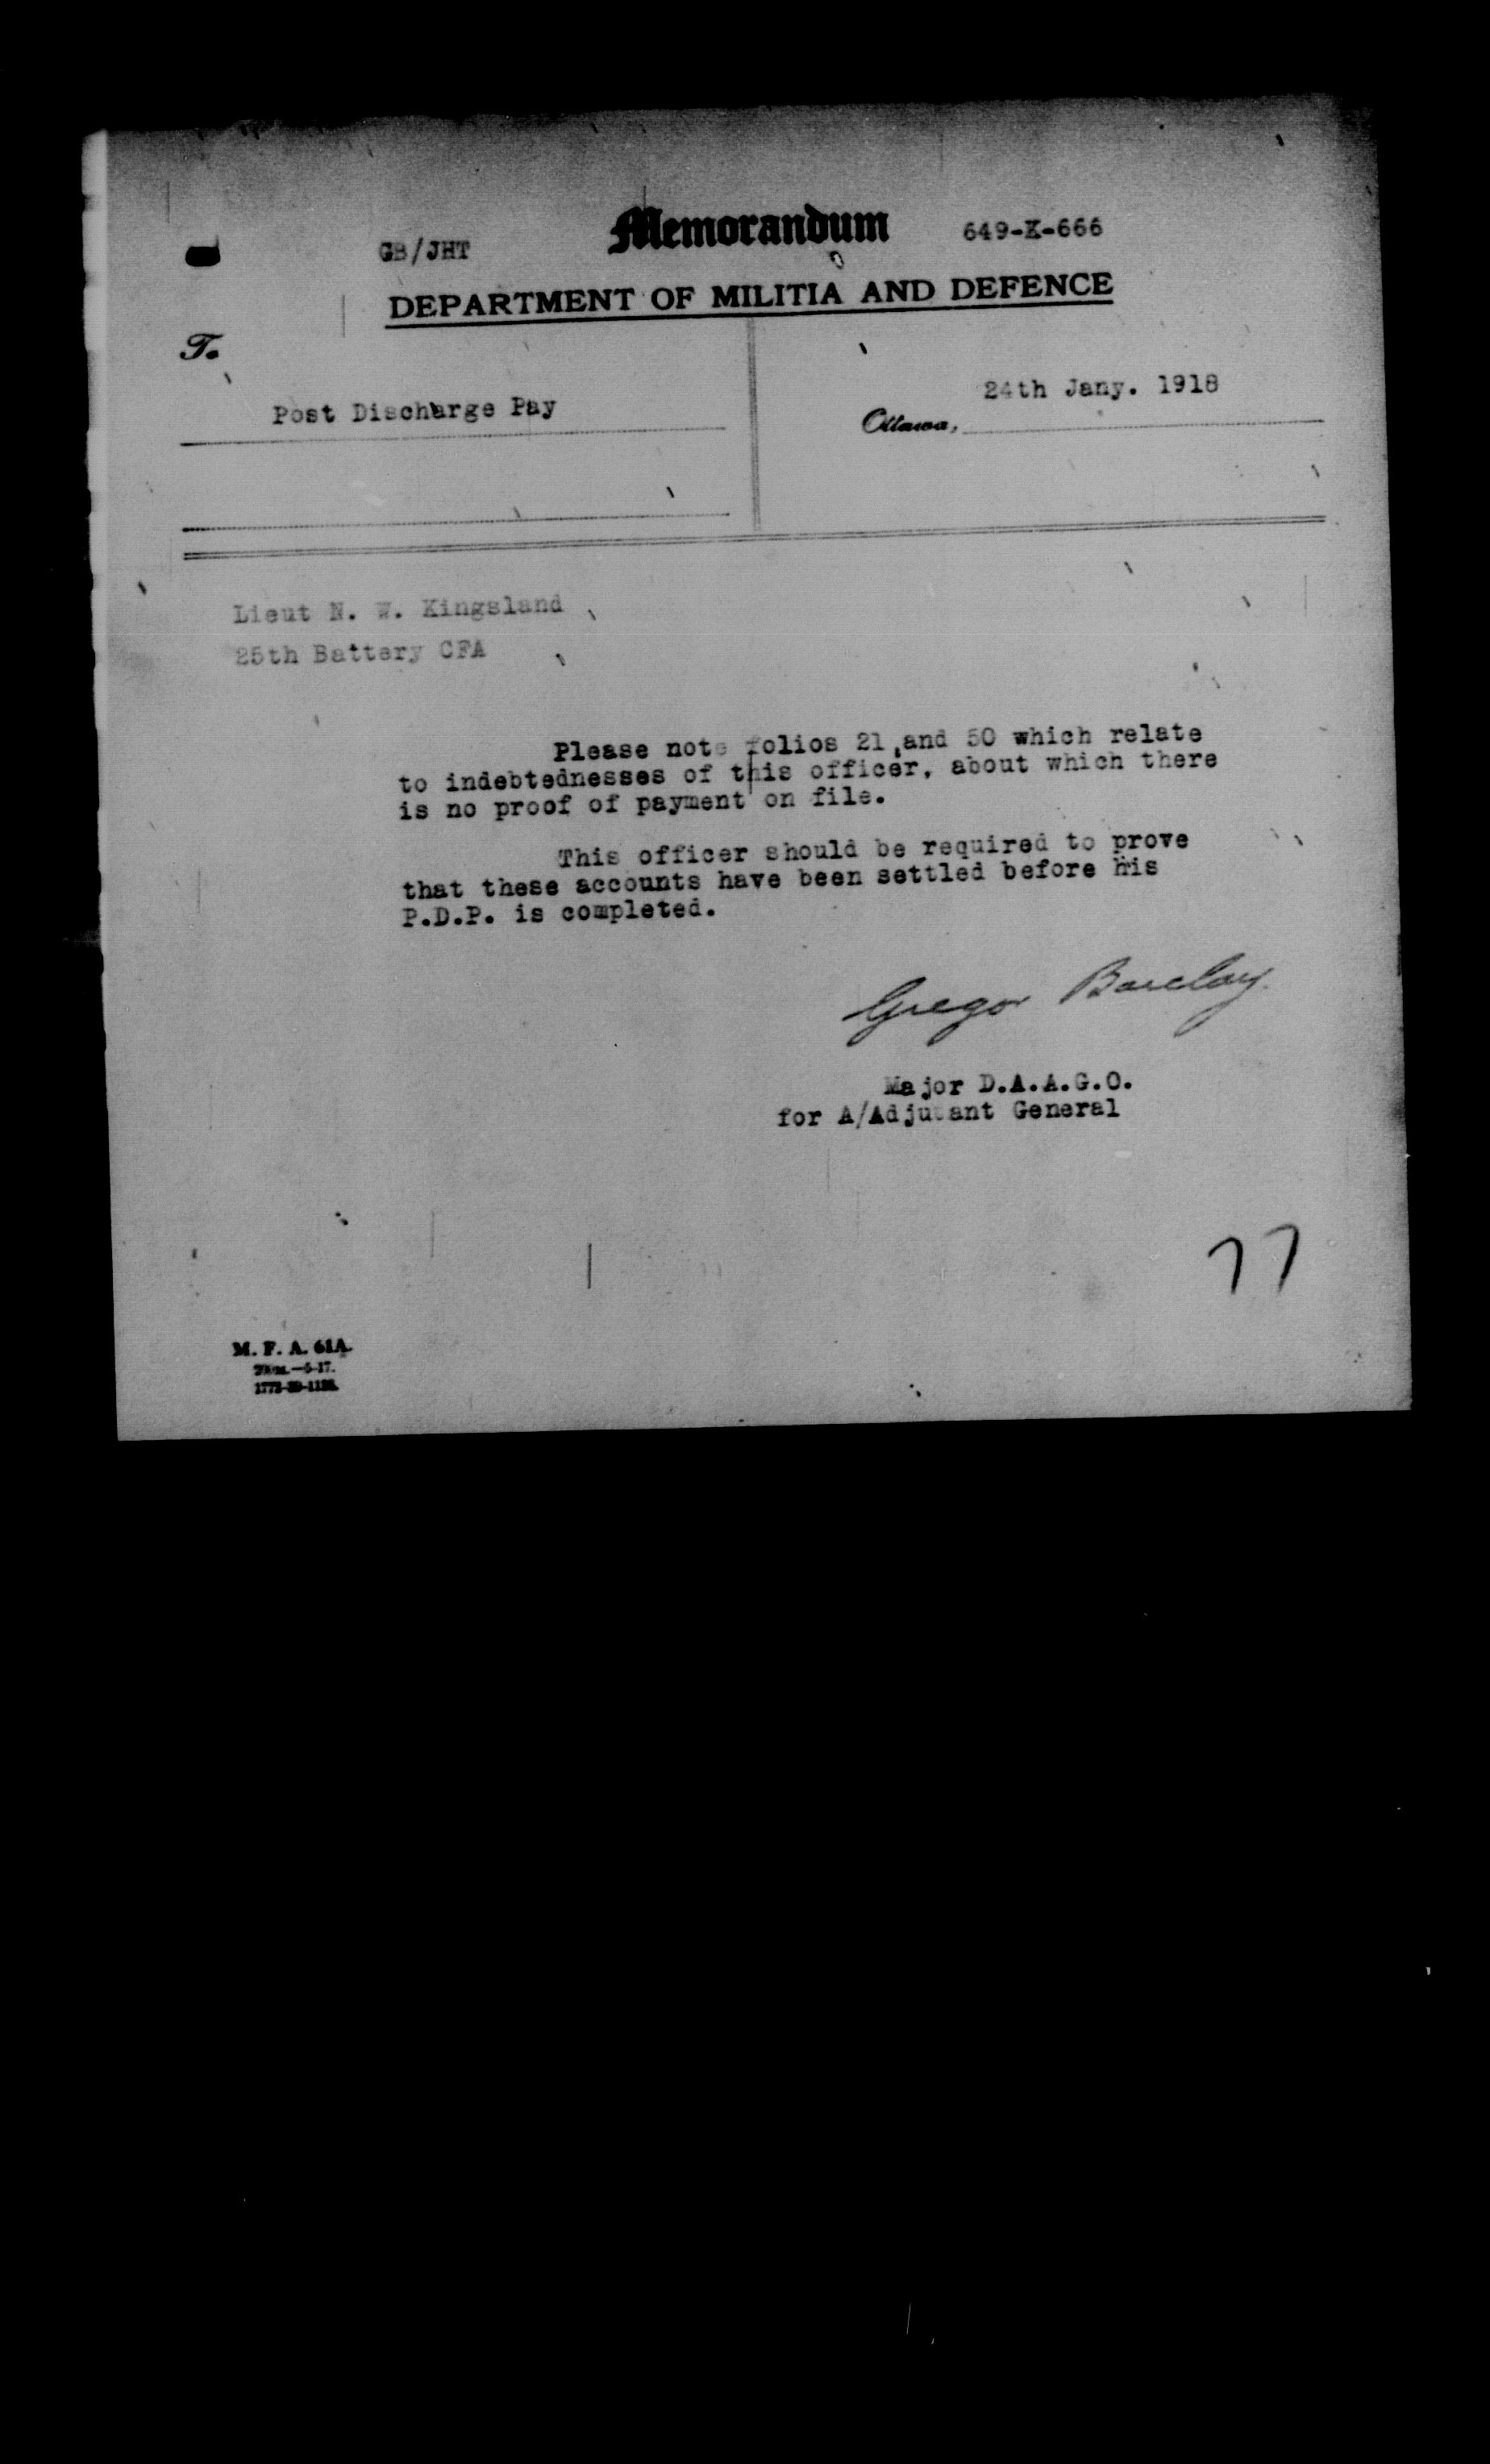 GB/JHT
Memorandum
649-K-666
DEPARTMENT OF MILITIA AND DEFENCE
To
Post Discharge Pay
24th Jany. 1918
Ottawa,
Lieut N. W. Kingsland
25th Battery CFA
Please note folios 21,and 50 which relate
to indebtednesses of this officer, about which there
is no proof of payment on file.
This officer should be required to prove
that these accounts have been settled before his
P.D.P. is completed.
Gregor Barclay.
Major D.A.A.G.O.
for A/Adjutant General
77
M. F. A. 61A.